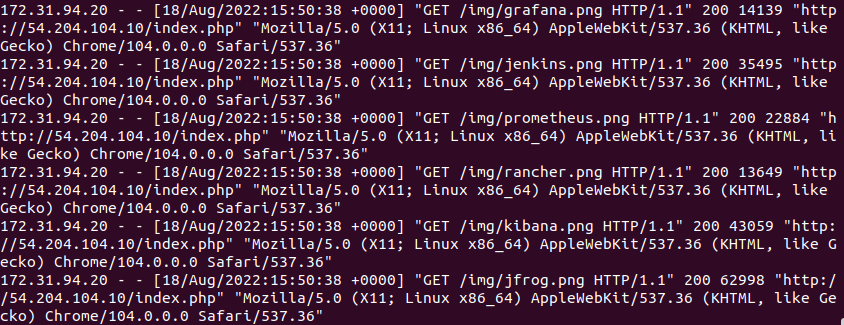 172.31.94.20 - - [18/Aug/2022:15:50:38 +0000] "GET /img/grafana.png HTTP/1.1" 200 14139 "http
://54.204.104.10/index.php" "Mozilla/5.0 (X11; Linux x86_64) AppleWebKit/537.36 (KHTML, like
Gecko) Chrome/104.0.0.0 Safari/537.36"
172.31.94.20 - - [18/Aug/2022:15:50:38 +0000] "GET /img/jenkins.png HTTP/1.1" 200 35495 "http
://54.204.104.10/index.php" "Mozilla/5.0 (X11; Linux x86_64) AppleWebKit/537.36 (KHTML, like
Gecko) Chrome/104.0.0.0 Safari/537.36"
172.31.94.20 - - [18/Aug/2022:15:50:38 +0000] "GET /img/prometheus.png HTTP/1.1" 200 22884 "h
ttp://54.204.104.10/index.php" "Mozilla/5.0 (X11; Linux x86_64) AppleWebKit/537.36 (KHTML, li
ke Gecko) Chrome/104.0.0.0 Safari/537.36"
172.31.94.20 - - [18/Aug/2022:15:50:38 +0000] "GET /img/rancher.png HTTP/1.1" 200 13649 "http
://54.204.104.10/index.php" "Mozilla/5.0 (X11; Linux x86_64) AppleWebKit/537.36 (KHTML, like
Gecko) Chrome/104.0.0.0 Safari/537.36"
172.31.94.20 - - [18/Aug/2022:15:50:38 +0000] "GET /img/kibana.png HTTP/1.1" 200 43059 "http:
//54.204.104.10/index.php" "Mozilla/5.0 (X11; Linux x86_64) AppleWebKit/537.36 (KHTML, like G
ecko) Chrome/104.0.0.0 Safari/537.36"
172.31.94.20 - - [18/Aug/2022:15:50:38 +0000] "GET /img/jfrog.png HTTP/1.1" 200 62998 "http:/
/54.204.104.10/index.php" "Mozilla/5.0 (X11; Linux x86_64) AppleWebKit/537.36 (KHTML, like Ge
cko) Chrome/104.0.0.0 Safari/537.36"